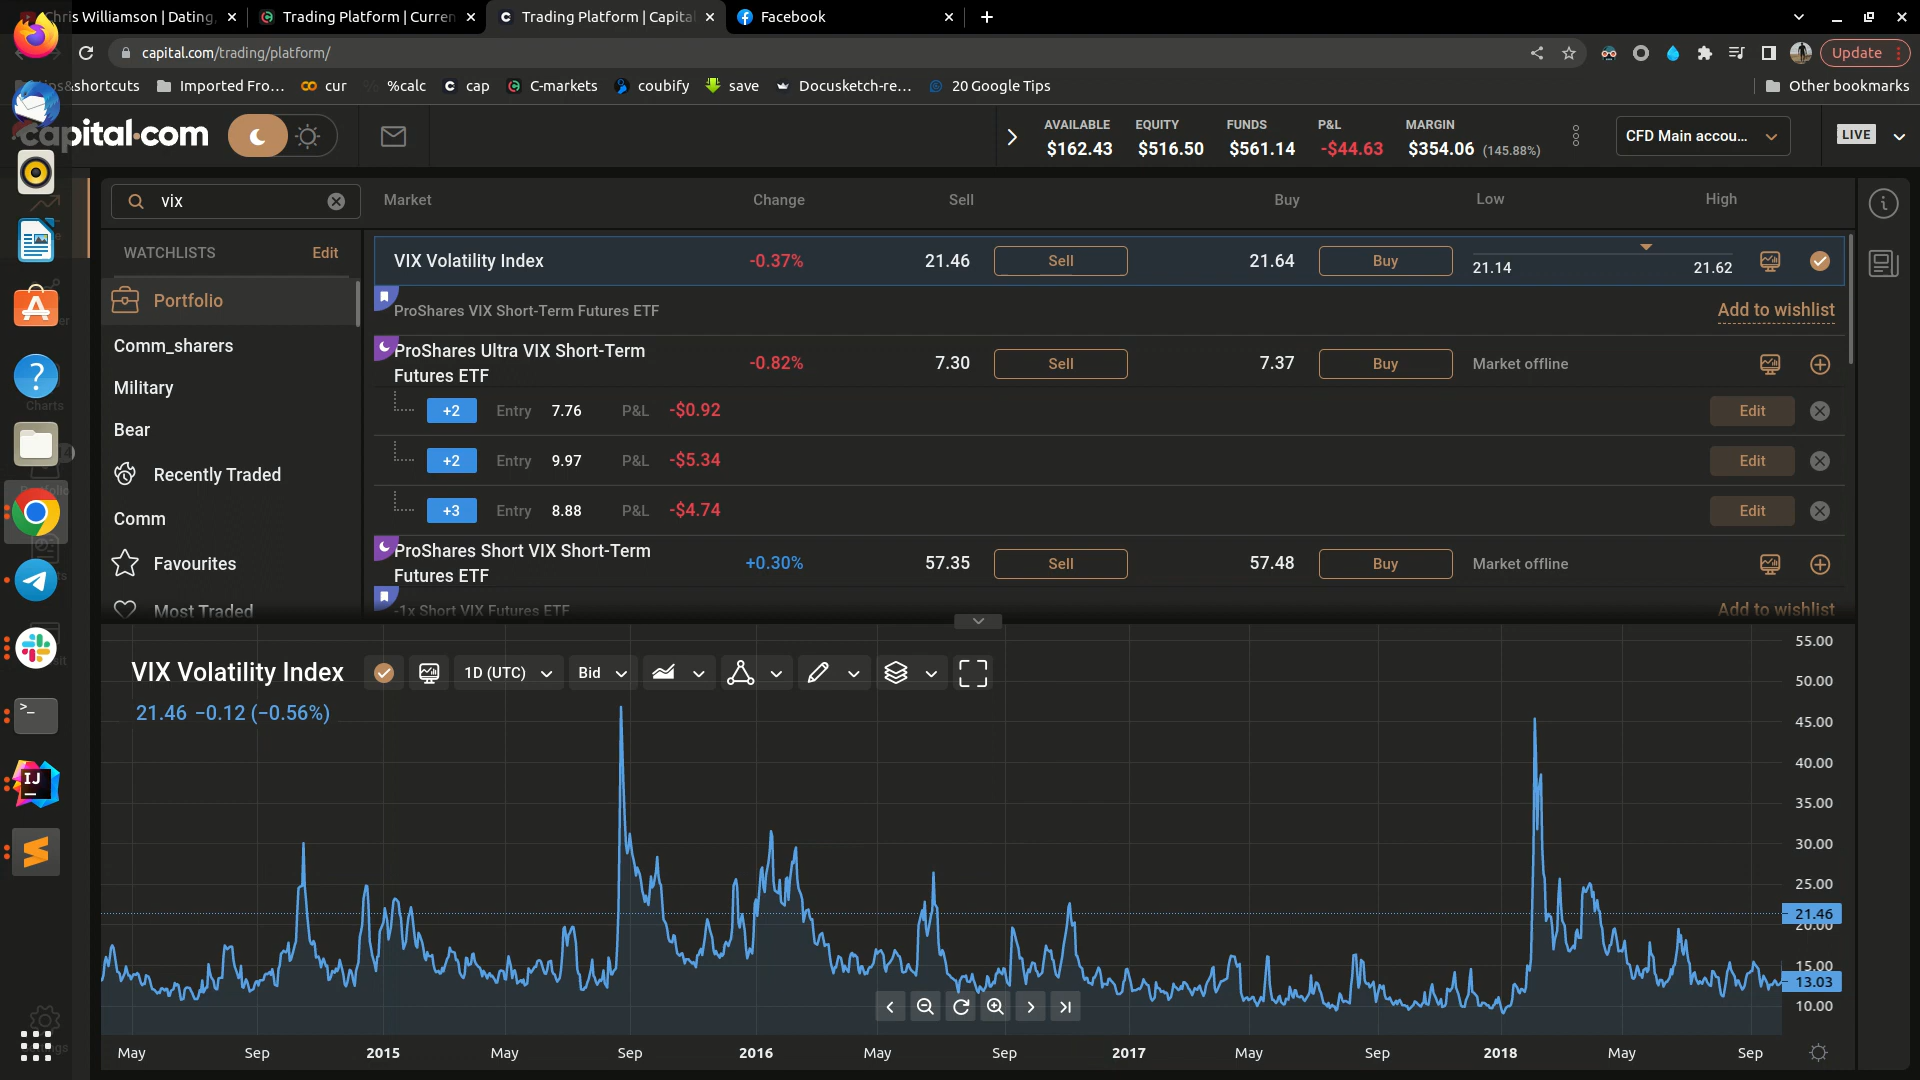 Chris Williamson | Dating,
Trading Platform | Curren
Trading Platform | Capita
Facebook
capital.com/trading/platform/
Update
tips&shortcuts
Imported Fro...
cur
%calc
cap
C-markets
coubify
save
Docusketch-re...
20 Google Tips
Other bookmarks
capital.com
AVAILABLE
$162.43
EQUITY
$516.50
FUNDS
$561.14
P&L
-$44.63
MARGIN
$354.06 (145.88%)
CFD Main accou...
LIVE
vix
Market Change Sell Buy Low High
WATCHLISTS Edit
Portfolio
Comm_sharers
Military
Bear
Recently Traded
Comm
Favourites
Most Traded
VIX Volatility Index -0.37% 21.46 Sell 21.64 Buy 21.14 21.62
ProShares VIX Short-Term Futures ETF Add to wishlist
ProShares Ultra VIX Short-Term
Futures ETF
-0.82% 7.30 Sell 7.37 Buy Market offline
+2 Entry 7.76 P&L -$0.92 Edit
+2 Entry 9.97 P&L -$5.34 Edit
+3 Entry 8.88 P&L -$4.74 Edit
ProShares Short VIX Short-Term
Futures ETF
+0.30% 57.35 Sell 57.48 Buy Market offline
-1x Short VIX Futures ETF Add to wishlist
Charts
VIX Volatility Index
1D (UTC)
Bid
21.46 −0.12 (−0.56%)
55.00
50.00
45.00
40.00
35.00
30.00
25.00
21.46
20.00
15.00
13.03
10.00
May Sep 2015 May Sep 2016 May Sep 2017 May Sep 2018 May Sep